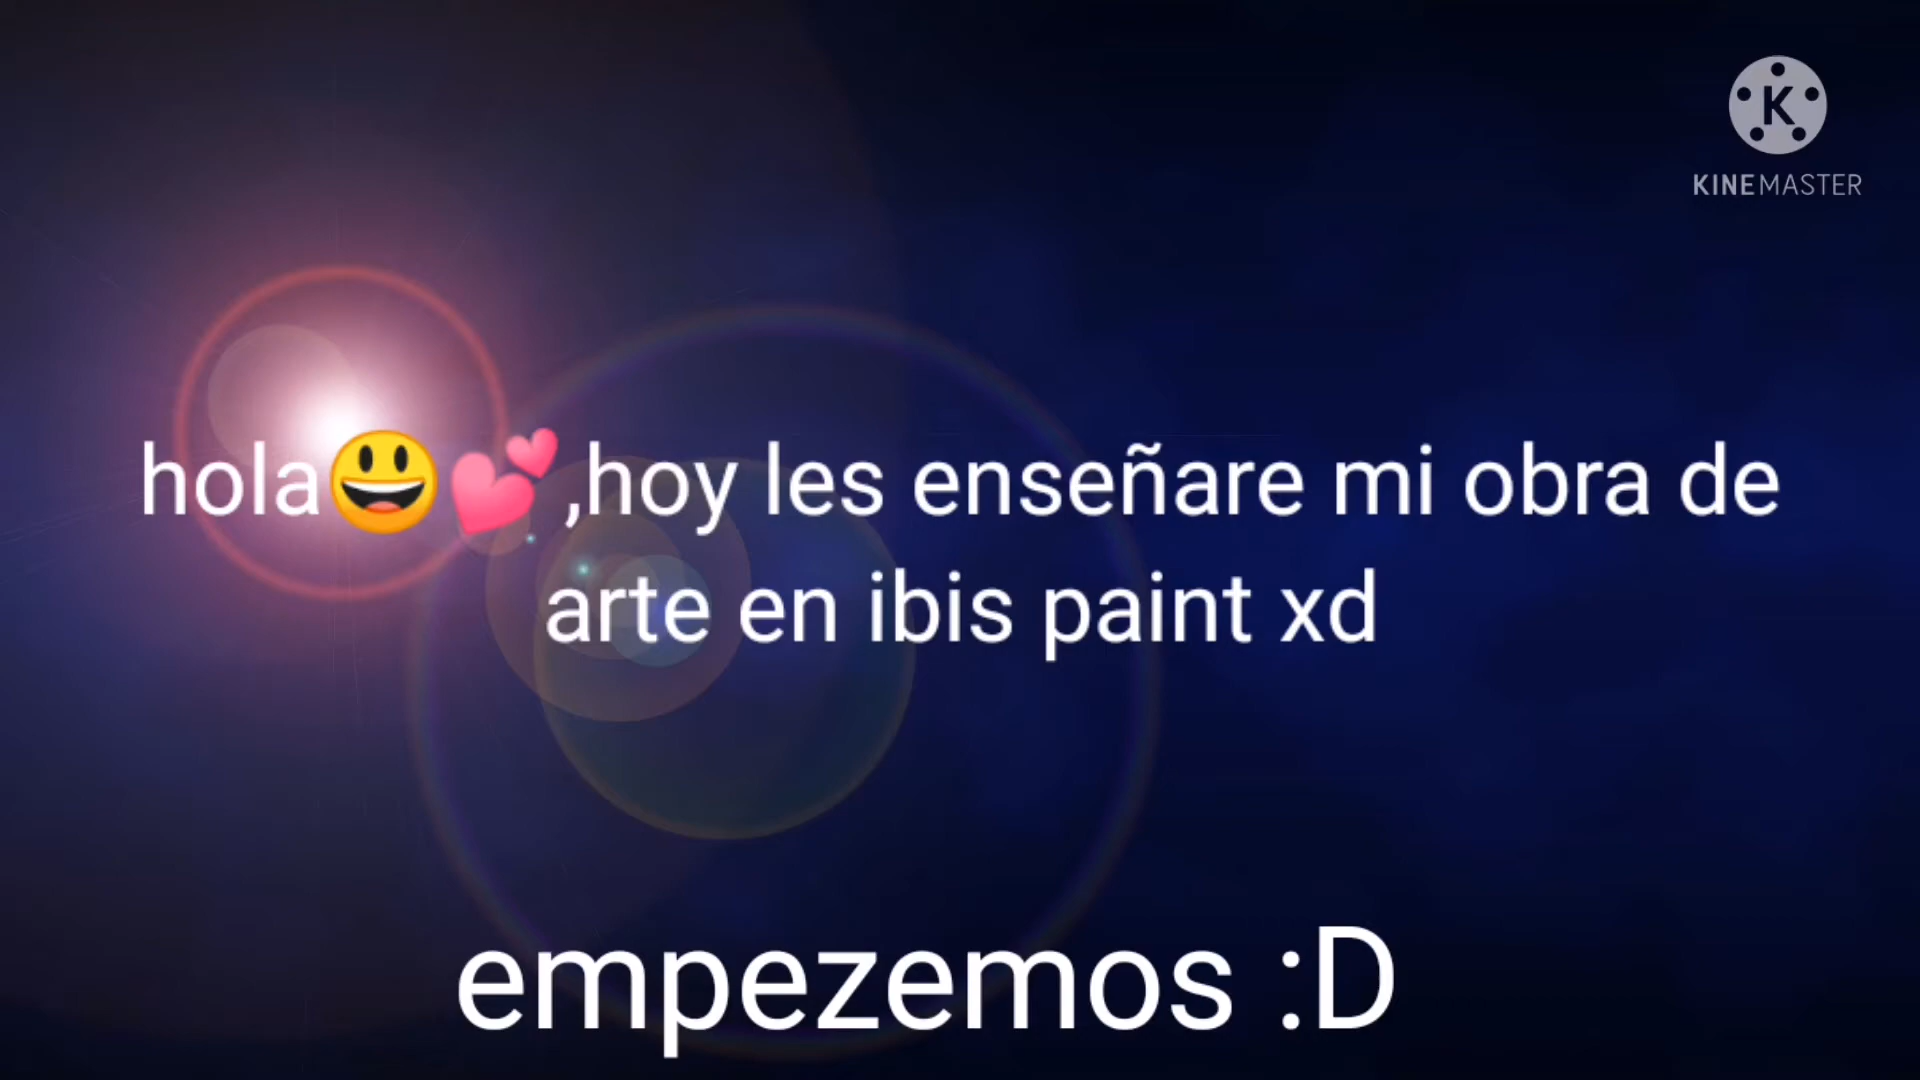 K
KINEMASTER
hola😃💕 ,hoy les enseñare mi obra de
arte en ibis paint xd
empezemos :D